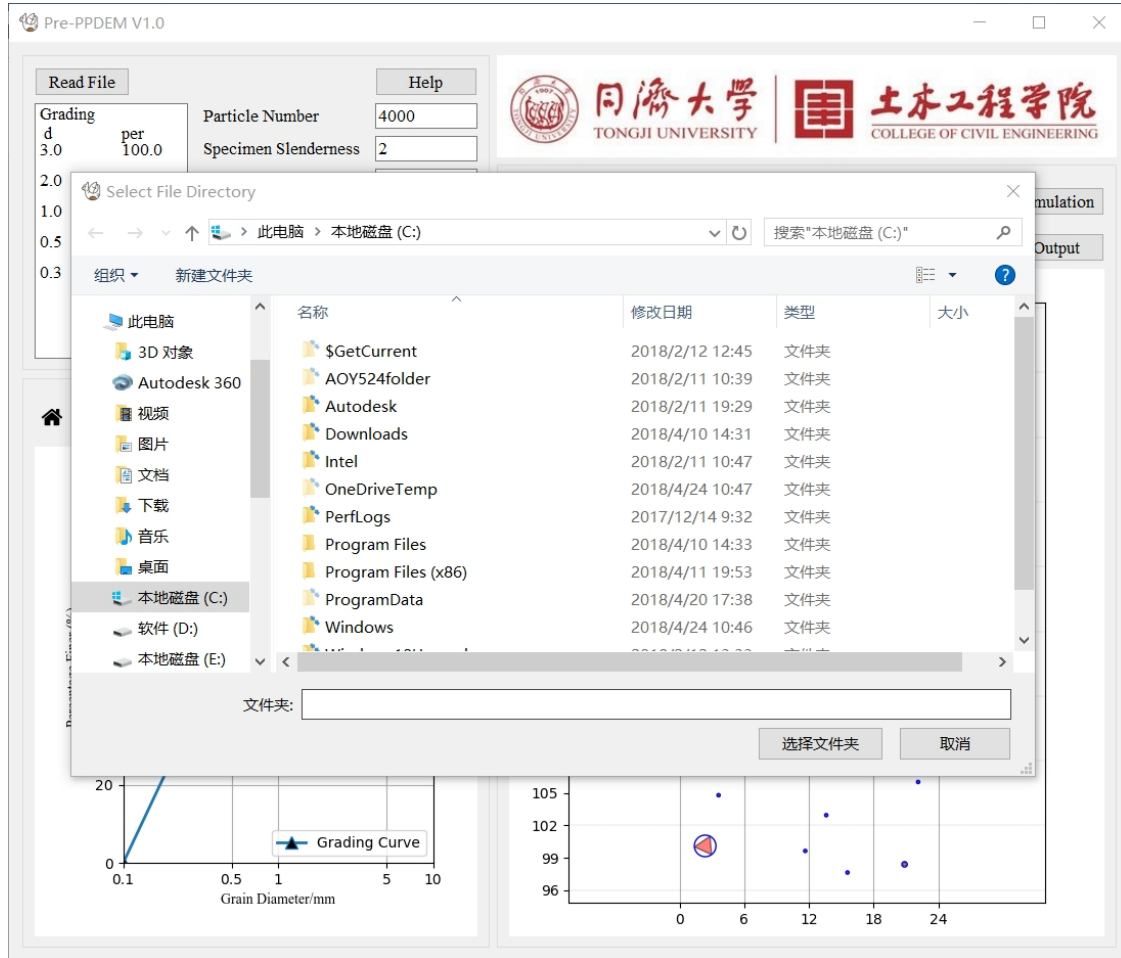 Pre-PPDEM V1.0
Read File
Help
Grading
d per
3.0 100.0
2.0
1.0
0.5
0.3
Particle Number 4000
Specimen Slenderness 2
1907
同济大学
TONGJI UNIVERSITY
土木工程学院
COLLEGE OF CIVIL ENGINEERING
mulation
Output
Select File Directory
此电脑 > 本地磁盘 (C:)
搜索"本地磁盘 (C:)"
组织
新建文件夹
此电脑
3D 对象
Autodesk 360
视频
图片
文档
下载
音乐
桌面
本地磁盘 (C:)
软件 (D:)
本地磁盘 (E:)
名称 修改日期 类型 大小
$GetCurrent 2018/2/12 12:45 文件夹
AOY524folder 2018/2/11 10:39 文件夹
Autodesk 2018/2/11 19:29 文件夹
Downloads 2018/4/10 14:31 文件夹
Intel 2018/2/11 10:47 文件夹
OneDriveTemp 2018/4/24 10:47 文件夹
PerfLogs 2017/12/14 9:32 文件夹
Program Files 2018/4/10 14:33 文件夹
Program Files (x86) 2018/4/11 19:53 文件夹
ProgramData 2018/4/20 17:38 文件夹
Windows 2018/4/24 10:46 文件夹
文件夹:
选择文件夹
取消
20
0
0.1 0.5 1 5 10
Grading Curve
Grain Diameter/mm
105
102
99
96
0 6 12 18 24